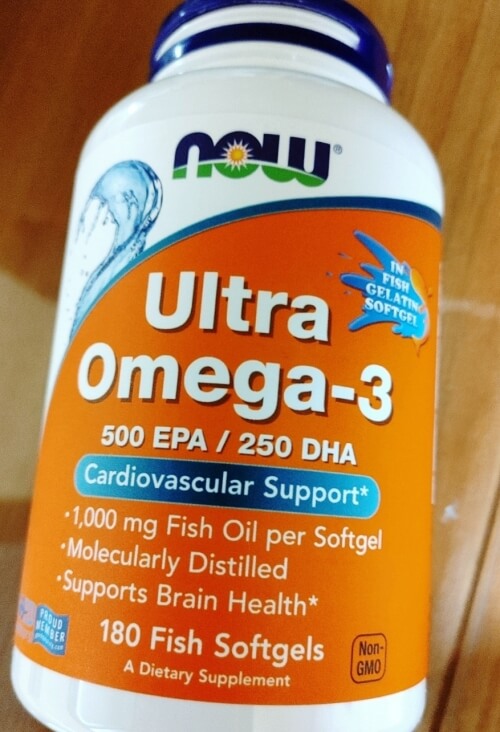 now®
IN
FISH
GELATIN
SOFTGEL
Ultra
Omega-3
500 EPA / 250 DHA
Cardiovascular Support*
•1,000 mg Fish Oil per Softgel
•Molecularly Distilled
•Supports Brain Health*
PROUD
MEMBER
180 Fish Softgels
A Dietary Supplement
Non-
GMO